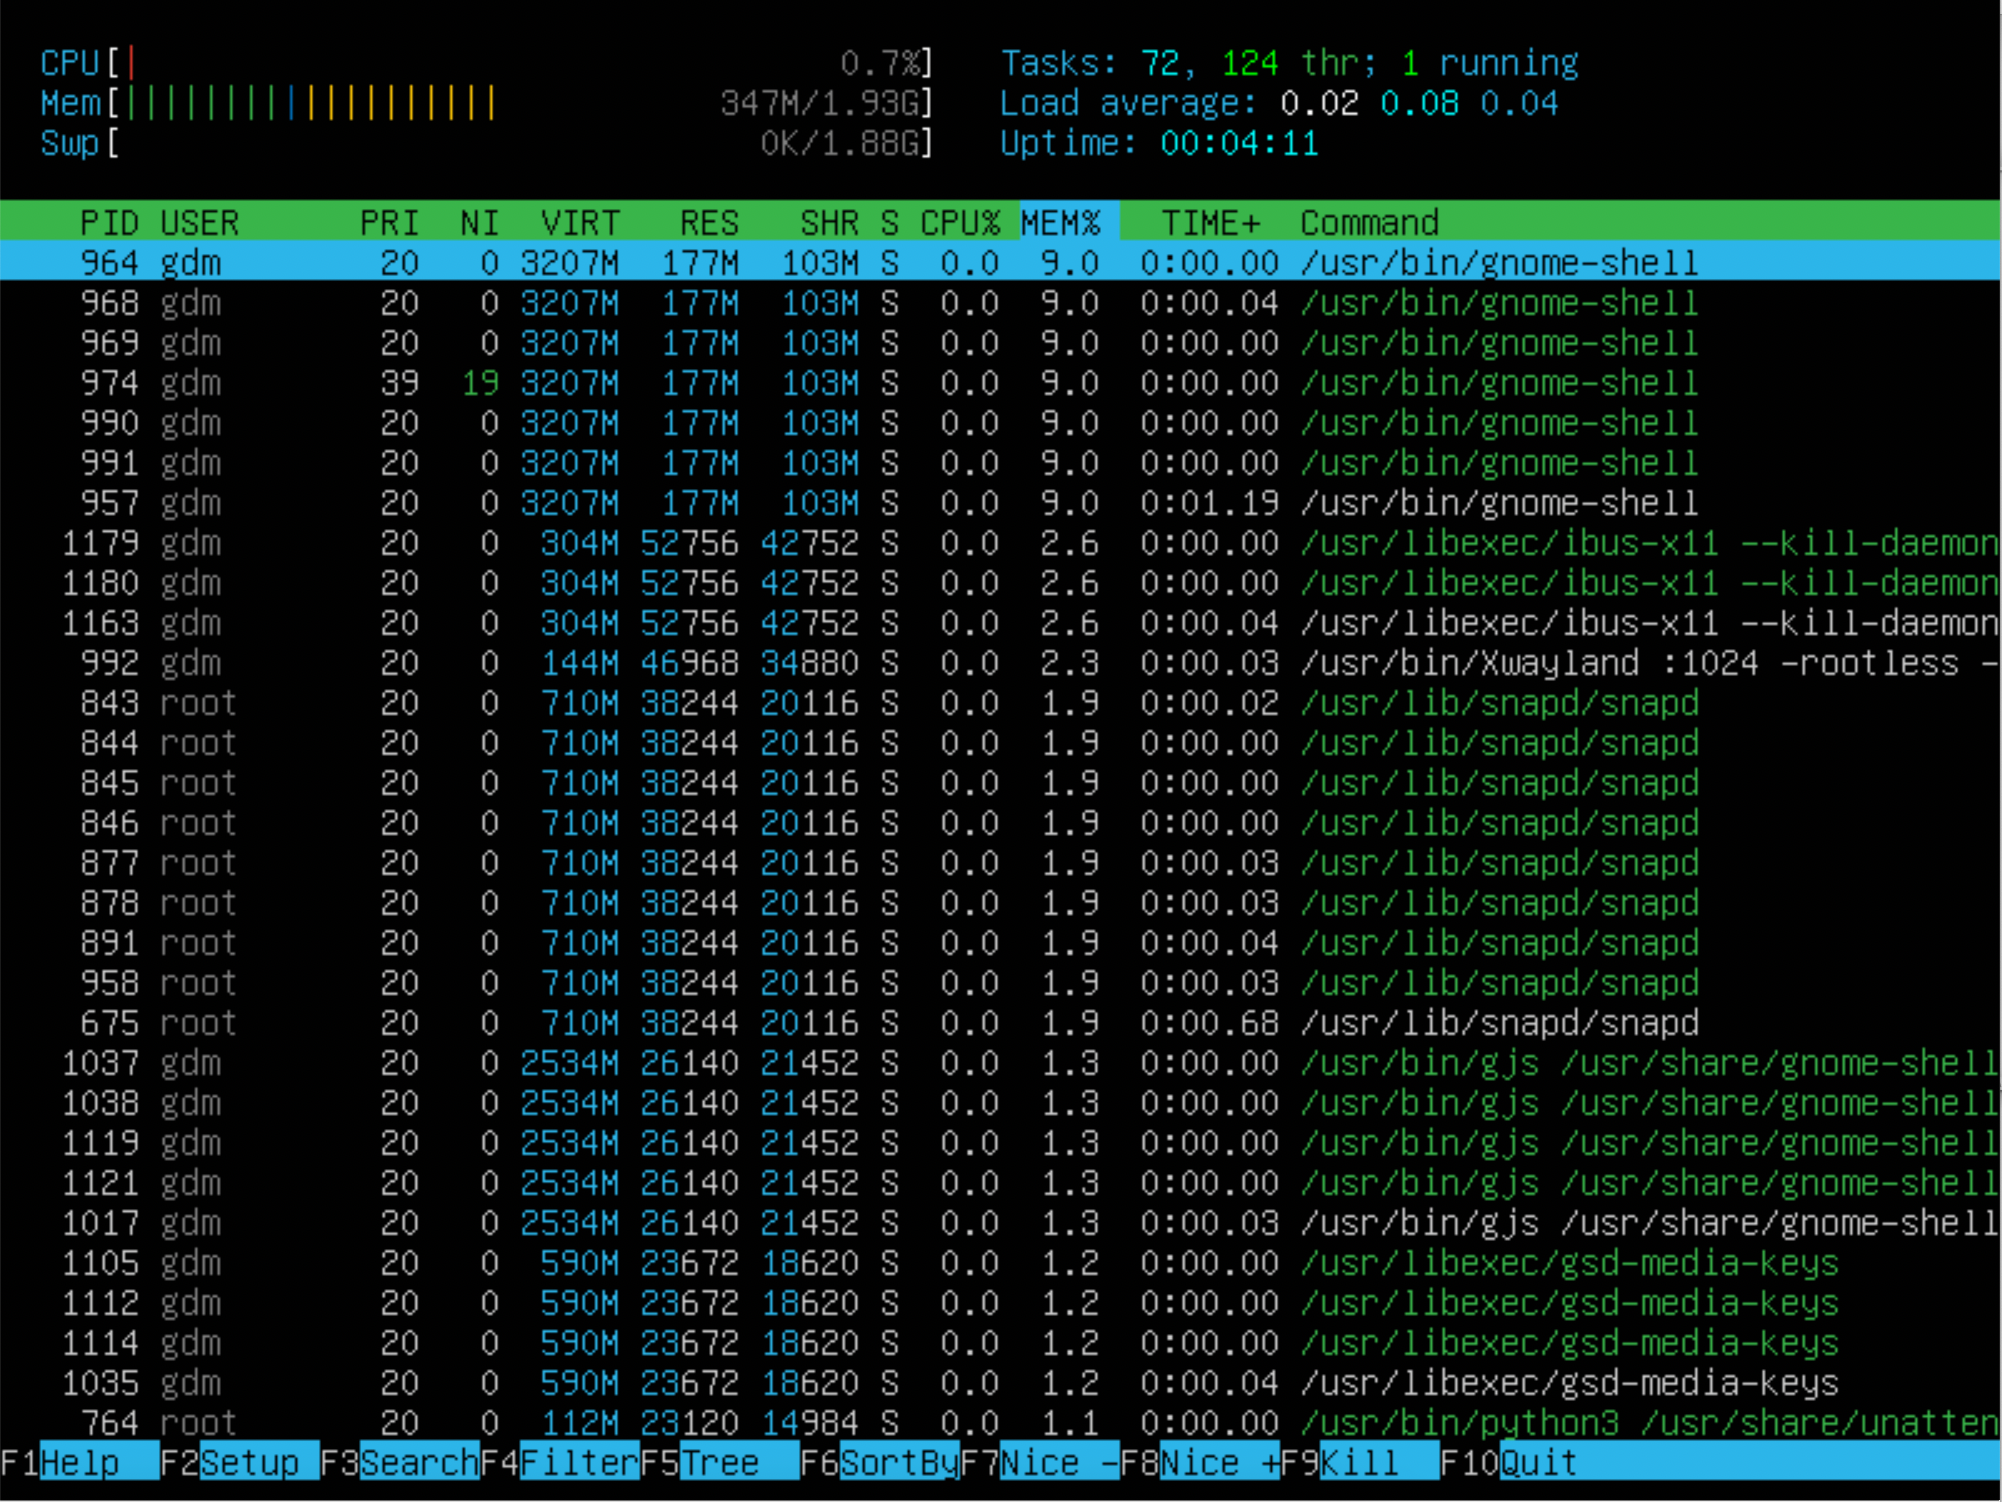 CPU[| 0.7%] Tasks: 72, 124 thr; 1 running
Mem[||||||||||||||||||| 347M/1.93G] Load average: 0.02 0.08 0.04
Swp[ 0K/1.88G] Uptime: 00:04:11
PID USER PRI NI VIRT RES SHR S CPU% MEM% TIME+ Command
964 gdm 20 0 3207M 177M 103M S 0.0 9.0 0:00.00 /usr/bin/gnome-shell
968 gdm 20 0 3207M 177M 103M S 0.0 9.0 0:00.04 /usr/bin/gnome-shell
969 gdm 20 0 3207M 177M 103M S 0.0 9.0 0:00.00 /usr/bin/gnome-shell
974 gdm 39 19 3207M 177M 103M S 0.0 9.0 0:00.00 /usr/bin/gnome-shell
990 gdm 20 0 3207M 177M 103M S 0.0 9.0 0:00.00 /usr/bin/gnome-shell
991 gdm 20 0 3207M 177M 103M S 0.0 9.0 0:00.00 /usr/bin/gnome-shell
957 gdm 20 0 3207M 177M 103M S 0.0 9.0 0:01.19 /usr/bin/gnome-shell
1179 gdm 20 0 304M 52756 42752 S 0.0 2.6 0:00.00 /usr/libexec/ibus-x11 --kill-daemon
1180 gdm 20 0 304M 52756 42752 S 0.0 2.6 0:00.00 /usr/libexec/ibus-x11 --kill-daemon
1163 gdm 20 0 304M 52756 42752 S 0.0 2.6 0:00.04 /usr/libexec/ibus-x11 --kill-daemon
992 gdm 20 0 144M 46968 34880 S 0.0 2.3 0:00.03 /usr/bin/Xwayland :1024 -rootless -
843 root 20 0 710M 38244 20116 S 0.0 1.9 0:00.02 /usr/lib/snapd/snapd
844 root 20 0 710M 38244 20116 S 0.0 1.9 0:00.00 /usr/lib/snapd/snapd
845 root 20 0 710M 38244 20116 S 0.0 1.9 0:00.00 /usr/lib/snapd/snapd
846 root 20 0 710M 38244 20116 S 0.0 1.9 0:00.00 /usr/lib/snapd/snapd
877 root 20 0 710M 38244 20116 S 0.0 1.9 0:00.03 /usr/lib/snapd/snapd
878 root 20 0 710M 38244 20116 S 0.0 1.9 0:00.03 /usr/lib/snapd/snapd
891 root 20 0 710M 38244 20116 S 0.0 1.9 0:00.04 /usr/lib/snapd/snapd
958 root 20 0 710M 38244 20116 S 0.0 1.9 0:00.03 /usr/lib/snapd/snapd
675 root 20 0 710M 38244 20116 S 0.0 1.9 0:00.68 /usr/lib/snapd/snapd
1037 gdm 20 0 2534M 26140 21452 S 0.0 1.3 0:00.00 /usr/bin/gjs /usr/share/gnome-shell
1038 gdm 20 0 2534M 26140 21452 S 0.0 1.3 0:00.00 /usr/bin/gjs /usr/share/gnome-shell
1119 gdm 20 0 2534M 26140 21452 S 0.0 1.3 0:00.00 /usr/bin/gjs /usr/share/gnome-shell
1121 gdm 20 0 2534M 26140 21452 S 0.0 1.3 0:00.00 /usr/bin/gjs /usr/share/gnome-shell
1017 gdm 20 0 2534M 26140 21452 S 0.0 1.3 0:00.03 /usr/bin/gjs /usr/share/gnome-shell
1105 gdm 20 0 590M 23672 18620 S 0.0 1.2 0:00.00 /usr/libexec/gsd-media-keys
1112 gdm 20 0 590M 23672 18620 S 0.0 1.2 0:00.00 /usr/libexec/gsd-media-keys
1114 gdm 20 0 590M 23672 18620 S 0.0 1.2 0:00.00 /usr/libexec/gsd-media-keys
1035 gdm 20 0 590M 23672 18620 S 0.0 1.2 0:00.04 /usr/libexec/gsd-media-keys
764 root 20 0 112M 23120 14984 S 0.0 1.1 0:00.00 /usr/bin/python3 /usr/share/unatten
F1Help F2Setup F3SearchF4FilterF5Tree F6SortByF7Nice -F8Nice +F9Kill F10Quit